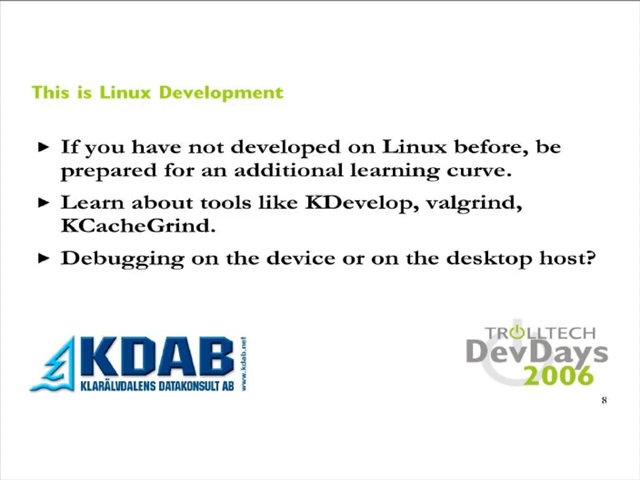 This is Linux Development
► If you have not developed on Linux before, be
prepared for an additional learning curve.
► Learn about tools like KDevelop, valgrind,
KCacheGrind.
► Debugging on the device or on the desktop host?
KDAB
KLARÄLVDALENS DATAKONSULT AB
www.kdab.net
TROLLTECH
DevDays
2006
8